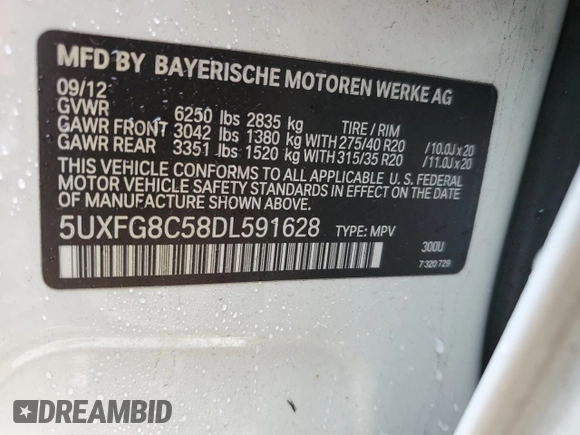 MFD BY BAYERISCHE MOTOREN WERKE AG
09/12
GVWR 6250 lbs 2835 kg TIRE / RIM
GAWR FRONT 3042 lbs 1380 kg WITH 275/40 R20 /10.0J x 20
GAWR REAR 3351 lbs 1520 kg WITH 315/35 R20 /11.0J x 20
THIS VEHICLE CONFORMS TO ALL APPLICABLE U. S. FEDERAL
MOTOR VEHICLE SAFETY STANDARDS IN EFFECT ON THE DATE
OF MANUFACTURE SHOWN ABOVE.
5UXFG8C58DL591628 TYPE: MPV
300U
7 320 729
DREAMBID